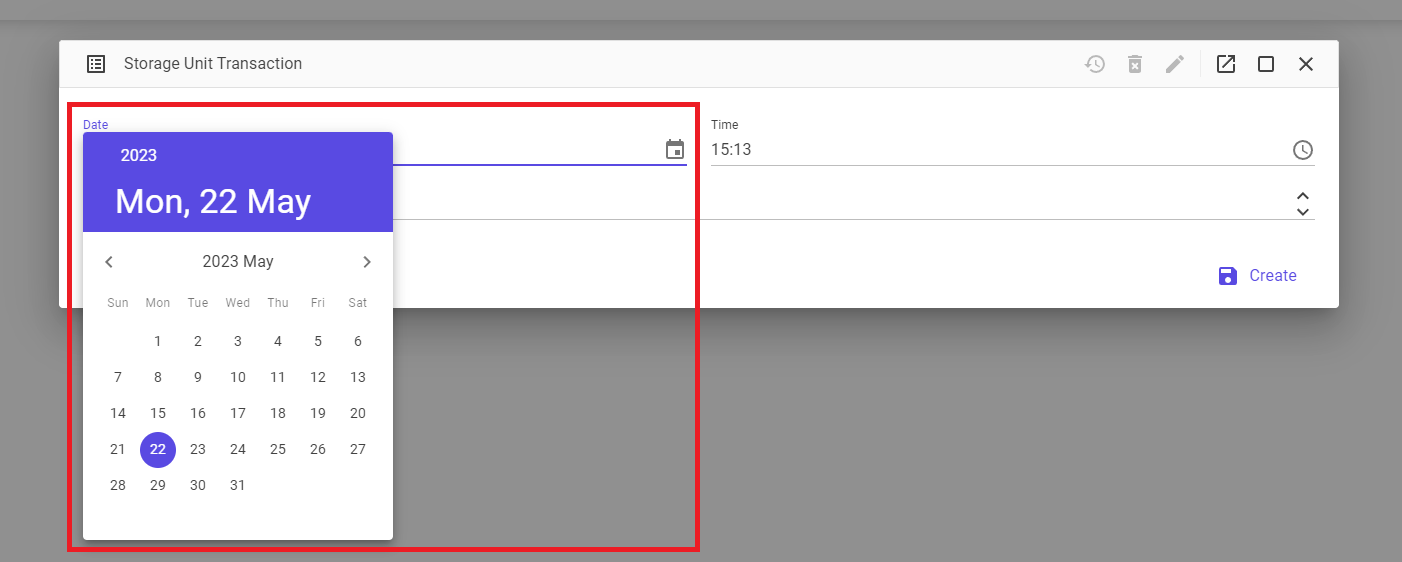 Storage Unit Transaction
Date
Time
15:13
2023
Mon, 22 May
2023 May
Sun Mon Tue Wed Thu Fri Sat
1 2 3 4 5 6
7 8 9 10 11 12 13
14 15 16 17 18 19 20
21 22 23 24 25 26 27
28 29 30 31
Create